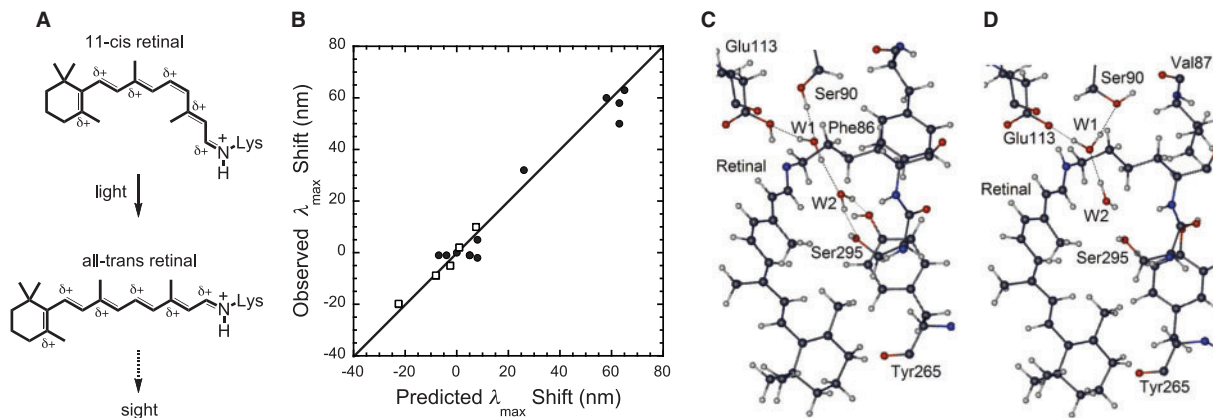 A
11-cis retinal
δ+
δ+
δ+
δ+
δ+
δ+
+
N
H
Lys
light
all-trans retinal
δ+
δ+
δ+
δ+
δ+
δ+
+
N
H
Lys
sight
B
Observed λmax Shift (nm)
80
60
40
20
0
-20
-40
-40 -20 0 20 40 60 80
Predicted λmax Shift (nm)
C
Glu113
Ser90
W1
Phe86
Retinal
W2
Ser295
Tyr265
D
Val87
Ser90
W1
Glu113
Retinal
W2
Ser295
Tyr265